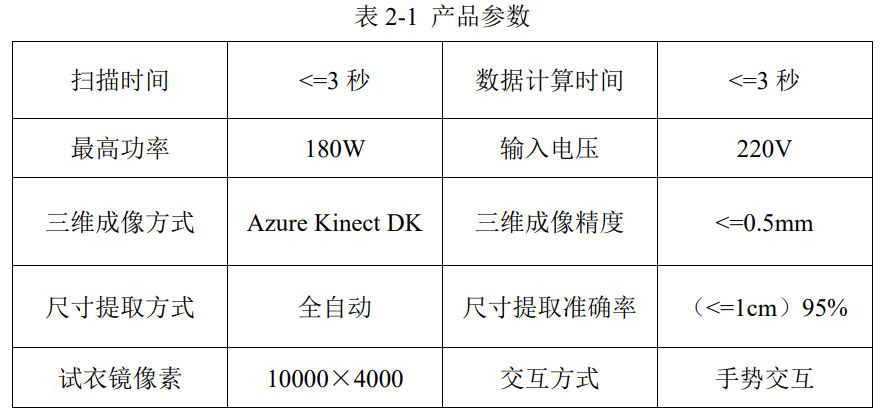 表 2-1 产品参数
扫描时间 <=3 秒 数据计算时间 <=3 秒
最高功率 180W 输入电压 220V
三维成像方式 Azure Kinect DK 三维成像精度 <=0.5mm
尺寸提取方式 全自动 尺寸提取准确率 （<=1cm）95%
试衣镜像素 10000×4000 交互方式 手势交互